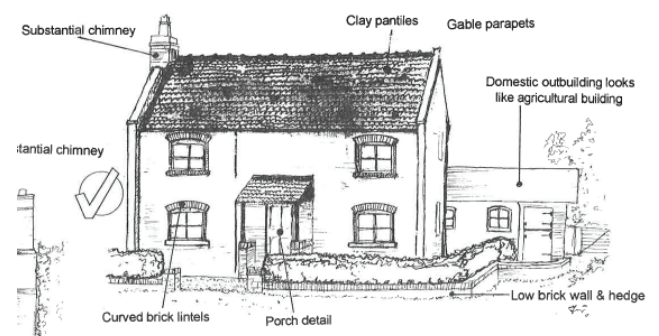 Substantial chimney
Clay pantiles
Gable parapets
Domestic outbuilding looks
like agricultural building
stantial chimney
Low brick wall & hedge
Curved brick lintels
Porch detail